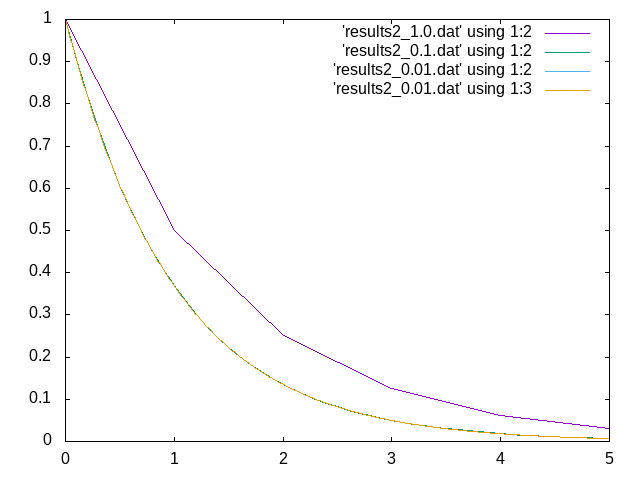 1
0.9
0.8
0.7
0.6
0.5
0.4
0.3
0.2
0.1
0
0 1 2 3 4 5
'results2_1.0.dat' using 1:2
'results2_0.1.dat' using 1:2
'results2_0.01.dat' using 1:2
'results2_0.01.dat' using 1:3